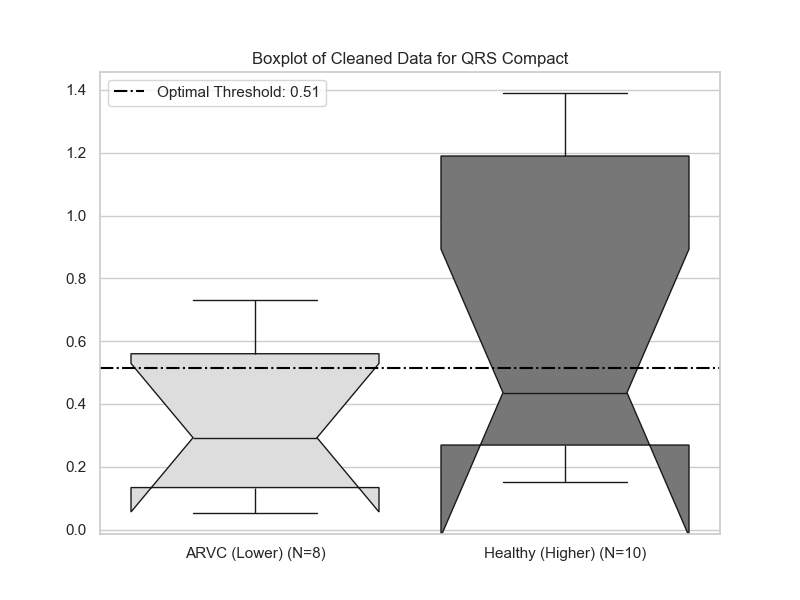 Boxplot of Cleaned Data for QRS Compact
Optimal Threshold: 0.51
1.4
1.2
1.0
0.8
0.6
0.4
0.2
0.0
ARVC (Lower) (N=8)
Healthy (Higher) (N=10)